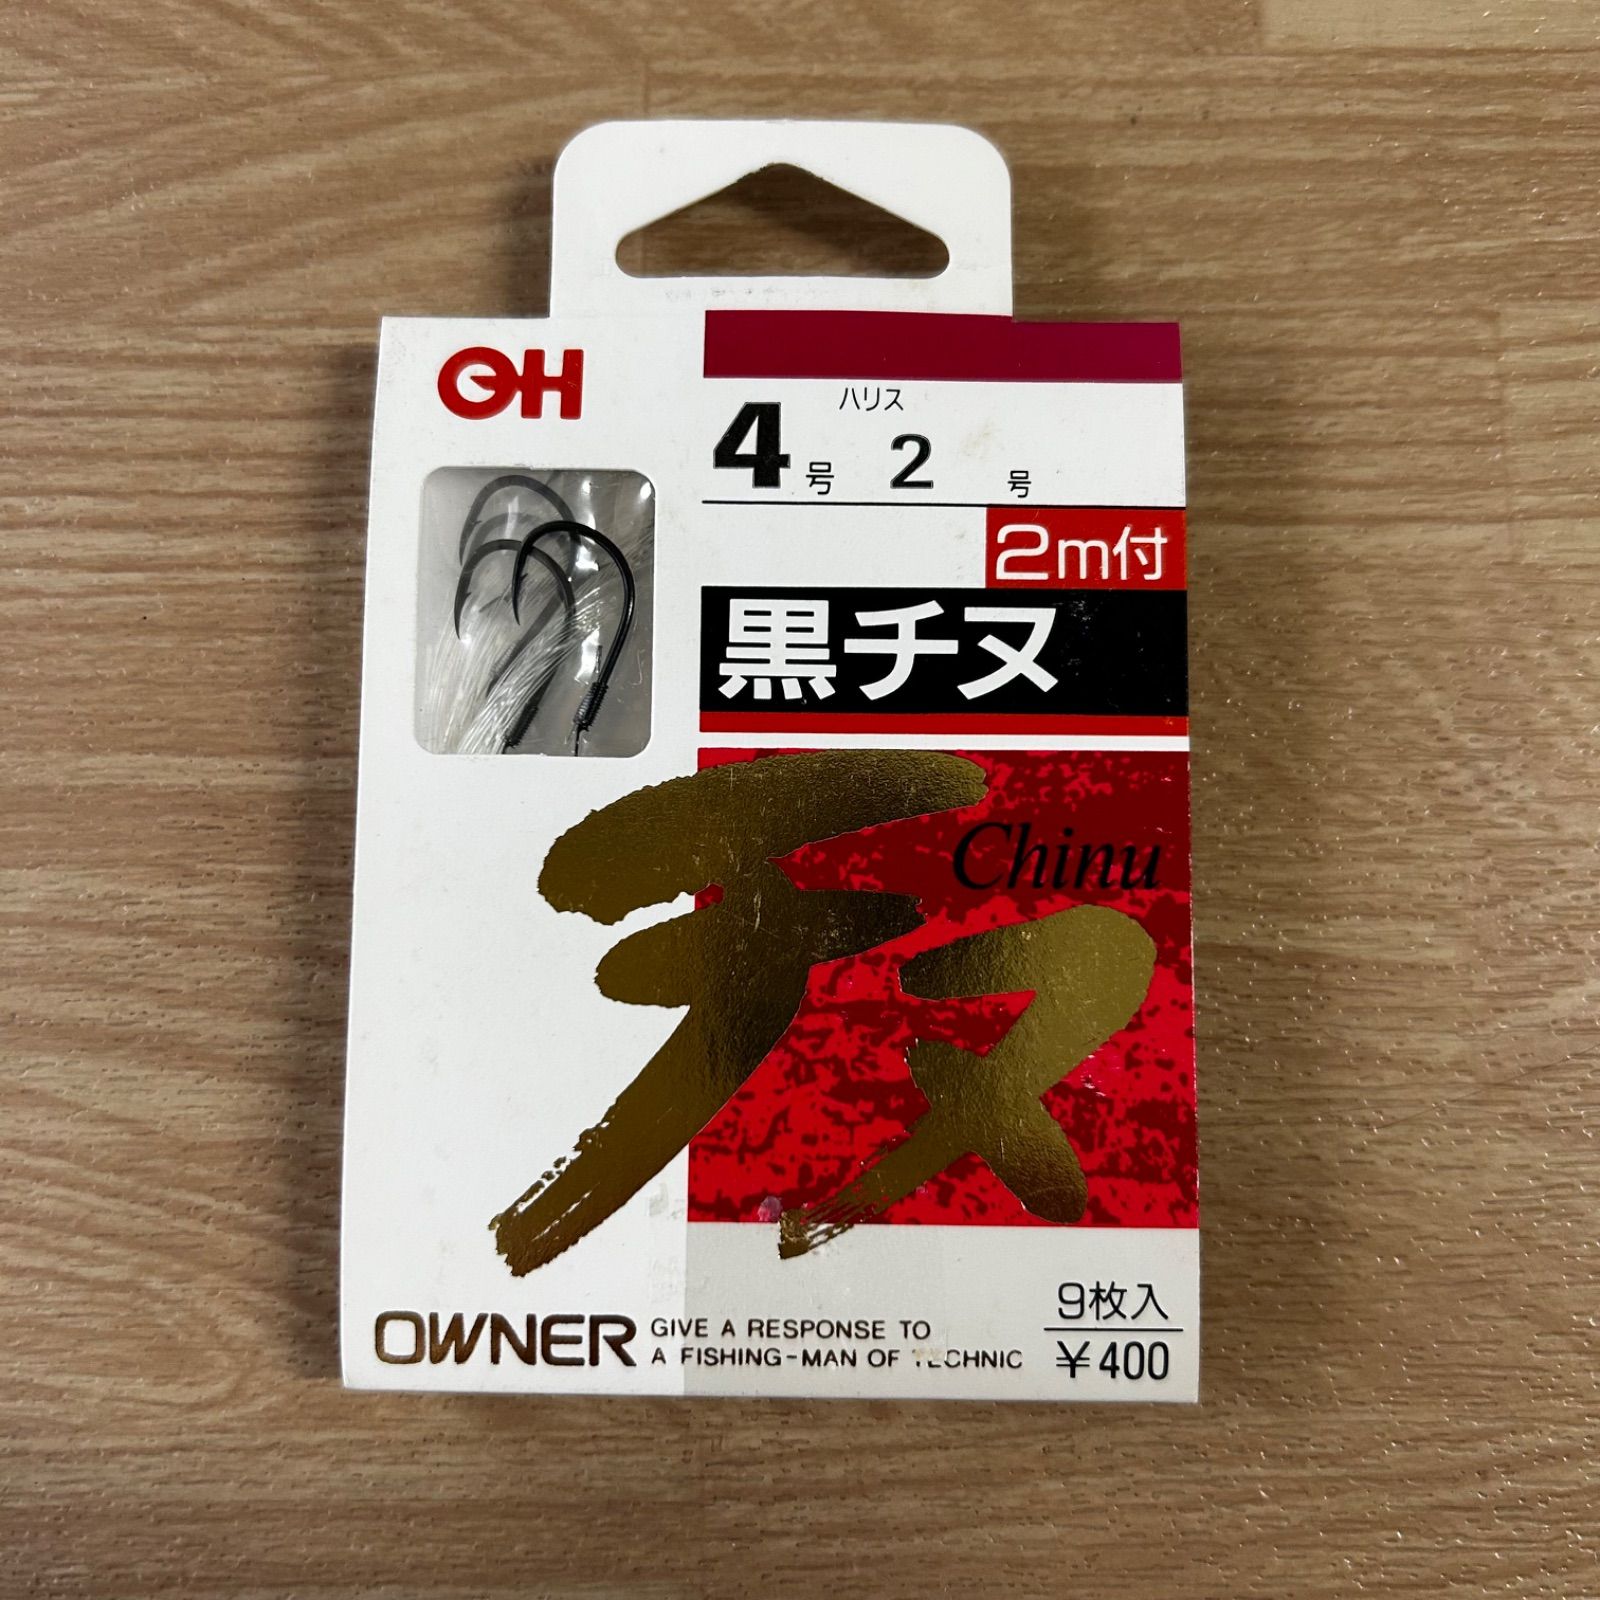 OH
ハリス
4号 2 号
2m付
黒チヌ
チヌ
Chinu
OWNER
GIVE A RESPONSE TO
A FISHING-MAN OF TECHNIC
9枚入
¥400